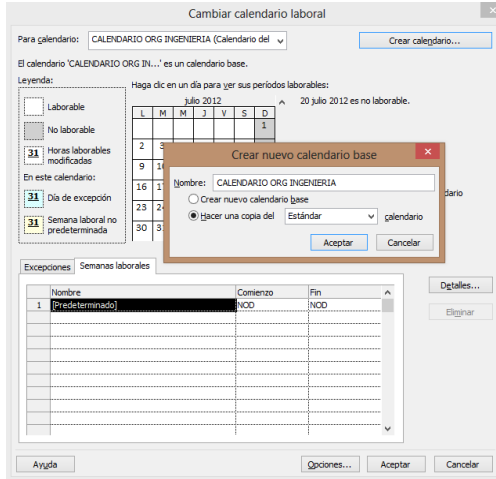 Cambiar calendario laboral
Para calendario: CALENDARIO ORG INGENIERIA (Calendario del
Crear calendario...
El calendario 'CALENDARIO ORG IN...' es un calendario base.
Leyenda:
Haga clic en un día para ver sus períodos laborables:
Laborable
No laborable
31 Horas laborables modificadas
En este calendario:
31 Día de excepción
31 Semana laboral no predeterminada
julio 2012
L M M J V S D
1
2
9
16
23
30
20 julio 2012 es no laborable.
Crear nuevo calendario base
Nombre: CALENDARIO ORG INGENIERIA
Crear nuevo calendario base
Hacer una copia del Estándar calendario
Aceptar Cancelar
Excepciones Semanas laborales
Nombre Comienzo Fin
1 [Predeterminado] NOD NOD
Detalles...
Eliminar
Ayuda Opciones... Aceptar Cancelar